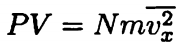 $PV = Nm\overline{v_x^2}$